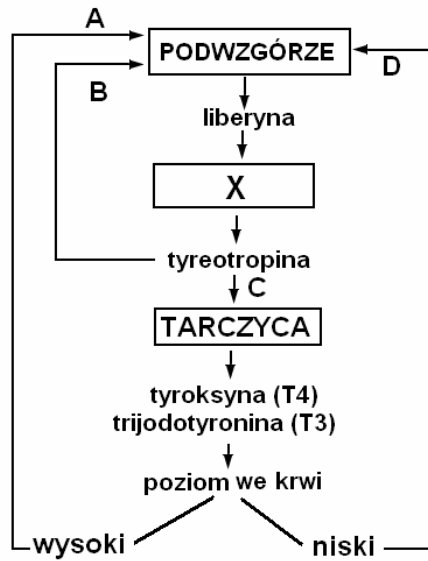 A
PODWZGÓRZE
D
B
liberyna
X
tyreotropina
C
TARCZYCA
tyroksyna (T4)
trijodotyronina (T3)
poziom we krwi
wysoki
niski